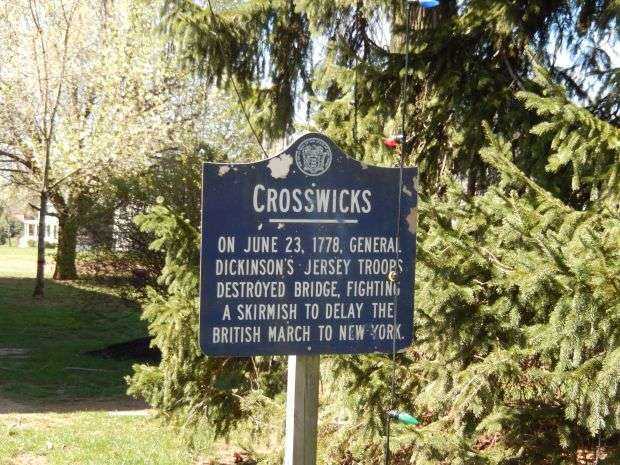 CROSSWICKS
ON JUNE 23, 1778, GENERAL
DICKINSON'S JERSEY TROOPS
DESTROYED BRIDGE, FIGHTING
A SKIRMISH TO DELAY THE
BRITISH MARCH TO NEW YORK.